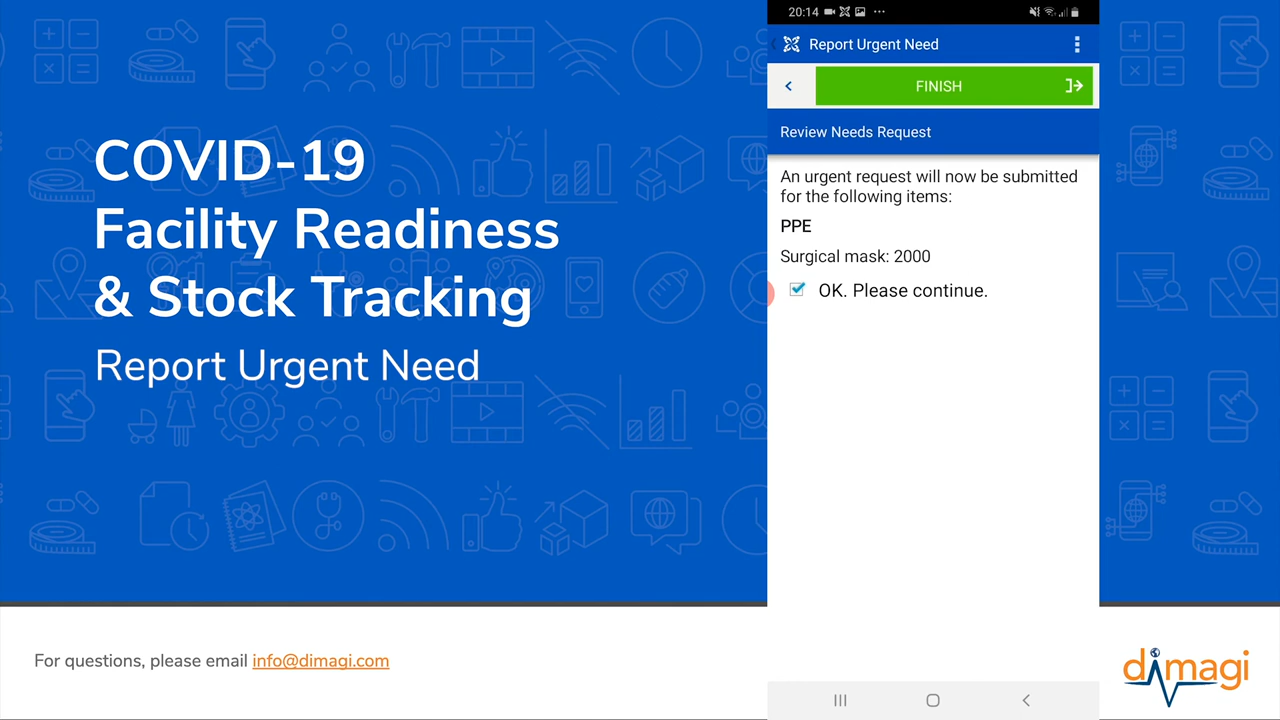 COVID-19
Facility Readiness
& Stock Tracking
Report Urgent Need
For questions, please email info@dimagi.com
20:14
Report Urgent Need
FINISH
Review Needs Request
An urgent request will now be submitted
for the following items:
PPE
Surgical mask: 2000
OK. Please continue.
dimagi